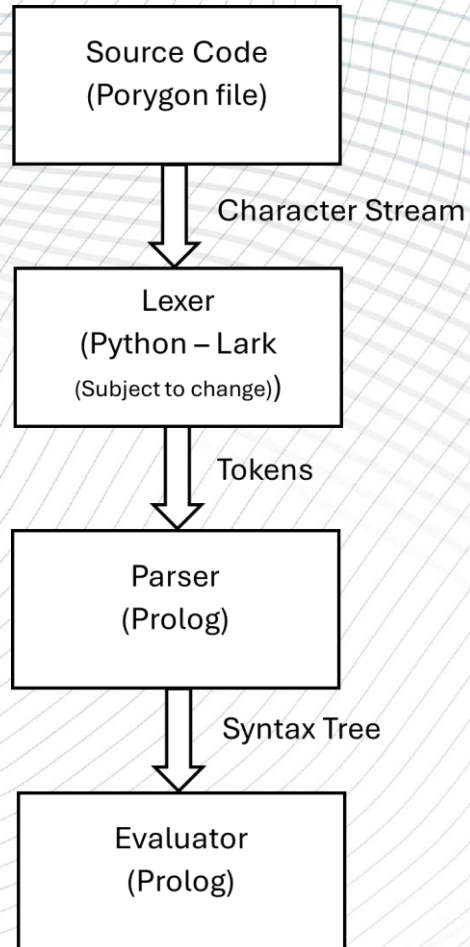 Source Code
(Porygon file)
Character Stream
Lexer
(Python – Lark
(Subject to change))
Tokens
Parser
(Prolog)
Syntax Tree
Evaluator
(Prolog)